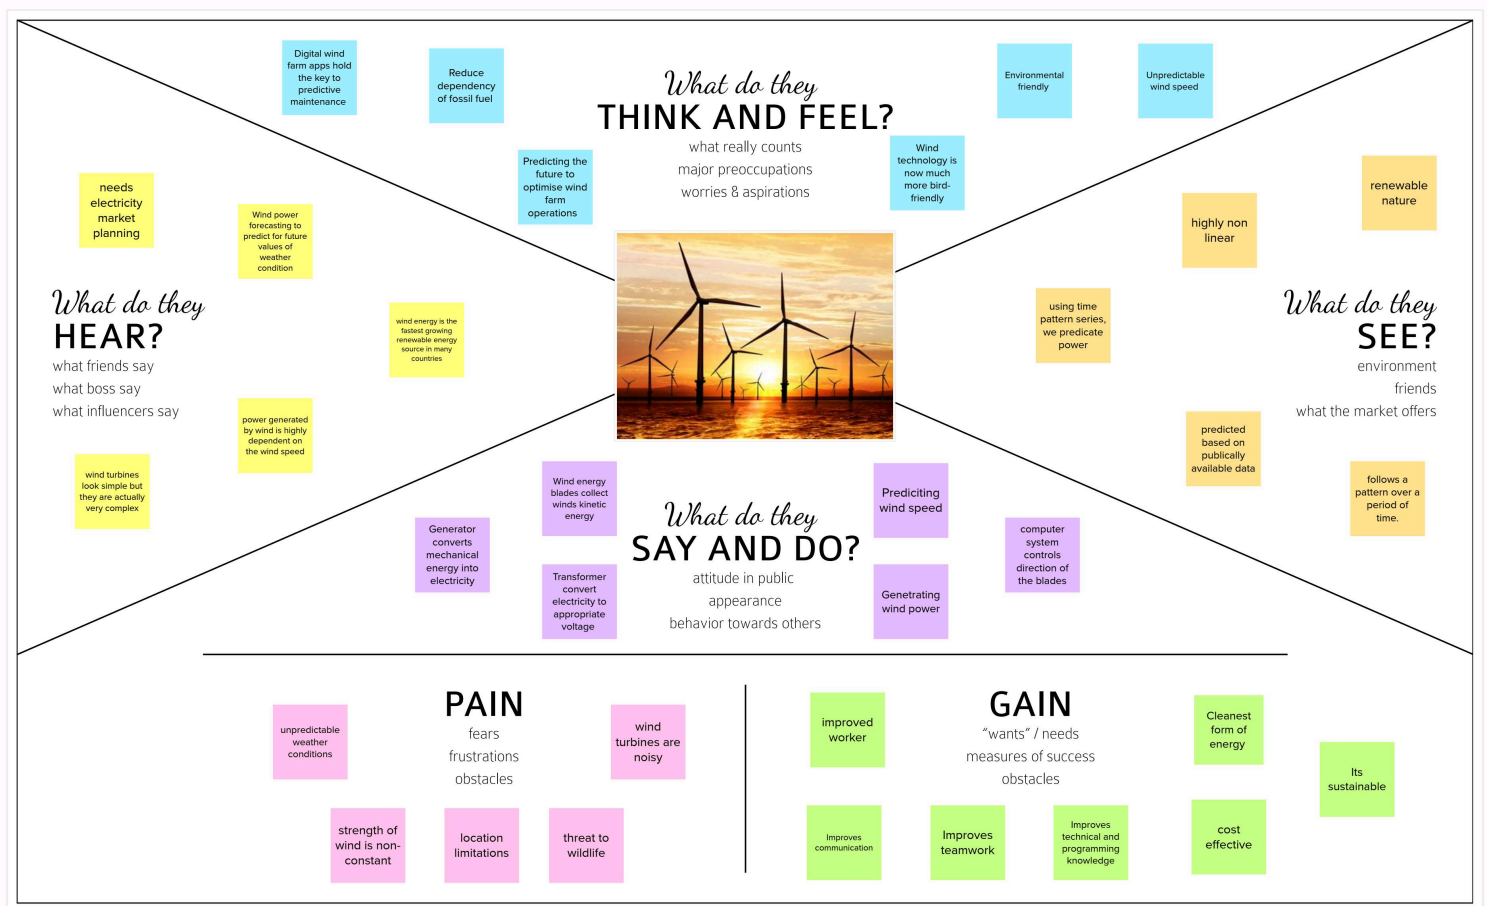 Digital wind
farm apps hold
the key to
predictive
maintenance
Reduce
dependency
of fossil fuel
Predicting the
future to
optimise wind
farm
operations
What do they
THINK AND FEEL?
what really counts
major preoccupations
worries & aspirations
Environmental
friendly
Unpredictable
wind speed
Wind
technology is
now much
more bird-
friendly
needs
electricity
market
planning
Wind power
forecasting to
predict for future
values of
weather
condition
What do they
HEAR?
what friends say
what boss say
what influencers say
wind energy is the
fastest growing
renewable energy
source in many
countries
power generated
by wind is highly
dependent on
the wind speed
wind turbines
look simple but
they are actually
very complex
renewable
nature
highly non
linear
using time
pattern series,
we predicate
power
What do they
SEE?
environment
friends
what the market offers
predicted
based on
publically
available data
follows a
pattern over a
period of
time.
Wind energy
blades collect
winds kinetic
energy
Generator
converts
mechanical
energy into
electricity
Transformer
convert
electricity to
appropriate
voltage
What do they
SAY AND DO?
attitude in public
appearance
behavior towards others
Prediciting
wind speed
computer
system
controls
direction of
the blades
Genetrating
wind power
PAIN
fears
frustrations
obstacles
unpredictable
weather
conditions
wind
turbines are
noisy
strength of
wind is non-
constant
location
limitations
threat to
wildlife
GAIN
"wants" / needs
measures of success
obstacles
improved
worker
Cleanest
form of
energy
Its
sustainable
Improves
communication
Improves
teamwork
Improves
technical and
programming
knowledge
cost
effective